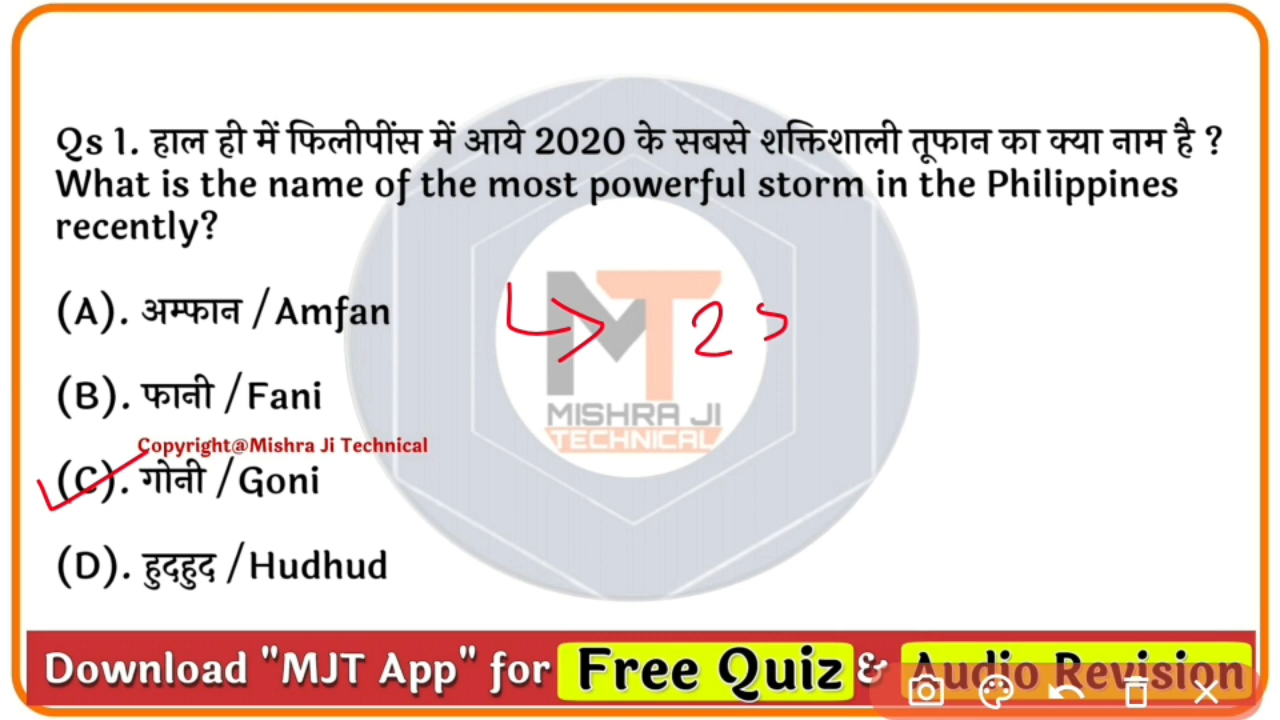 Qs 1. हाल ही में फिलीपींस में आये 2020 के सबसे शक्तिशाली तूफान का क्या नाम है ?
What is the name of the most powerful storm in the Philippines
recently?
(A). अम्फान / Amfan
(B). फानी / Fani
Copyright@Mishra Ji Technical
(C). गोनी / Goni
(D). हुदहुद / Hudhud
MT
MISHRA JI
TECHNICAL
2
Download "MJT App" for Free Quiz & Audio Revision